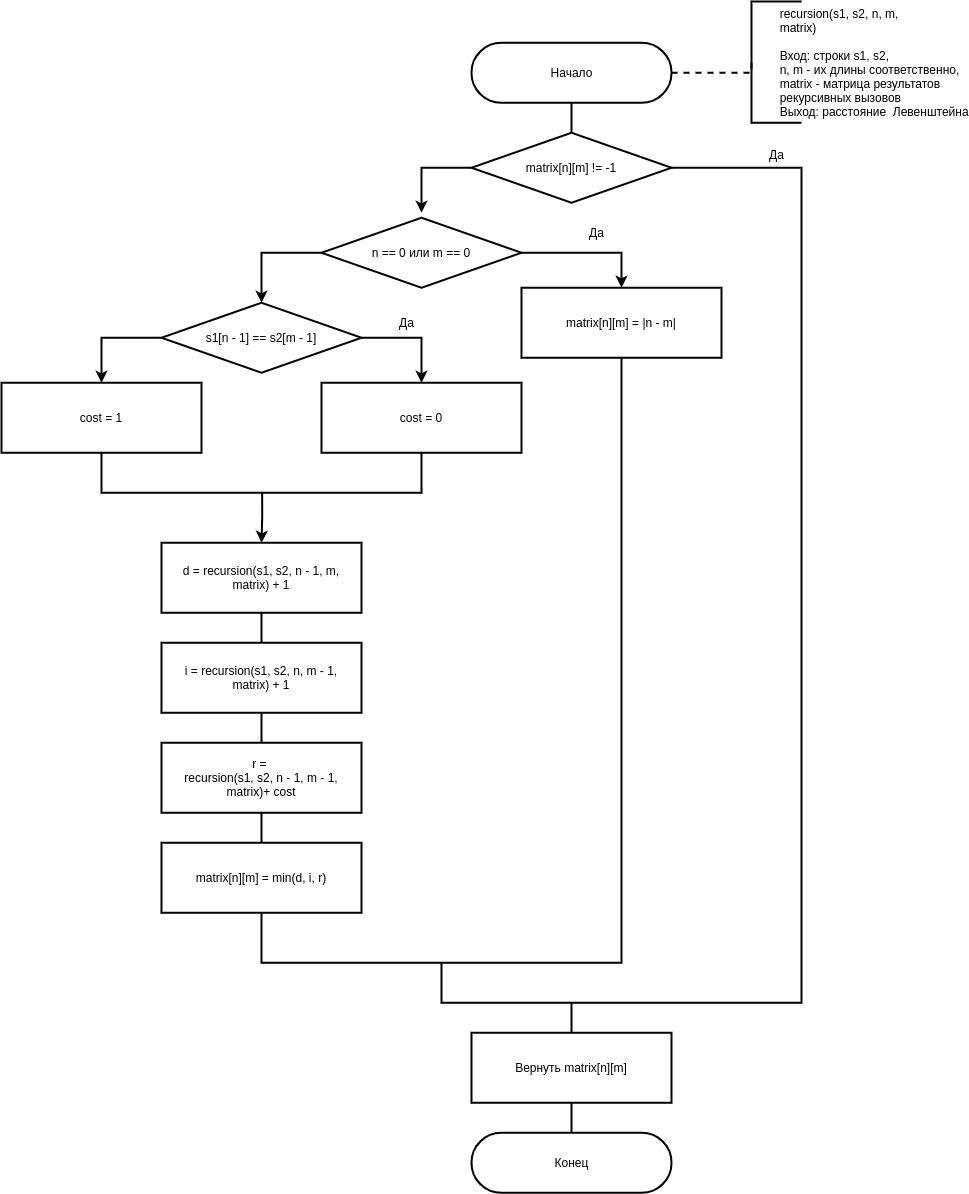 recursion(s1, s2, n, m,
matrix)
Вход: строки s1, s2,
n, m - их длины соответственно,
matrix - матрица результатов
рекурсивных вызовов
Выход: расстояние Левенштейна
Начало
Да
matrix[n][m] != -1
Да
n == 0 или m == 0
Да
matrix[n][m] = |n - m|
s1[n - 1] == s2[m - 1]
cost = 1
cost = 0
d = recursion(s1, s2, n - 1, m,
matrix) + 1
i = recursion(s1, s2, n, m - 1,
matrix) + 1
r =
recursion(s1, s2, n - 1, m - 1,
matrix)+ cost
matrix[n][m] = min(d, i, r)
Вернуть matrix[n][m]
Конец